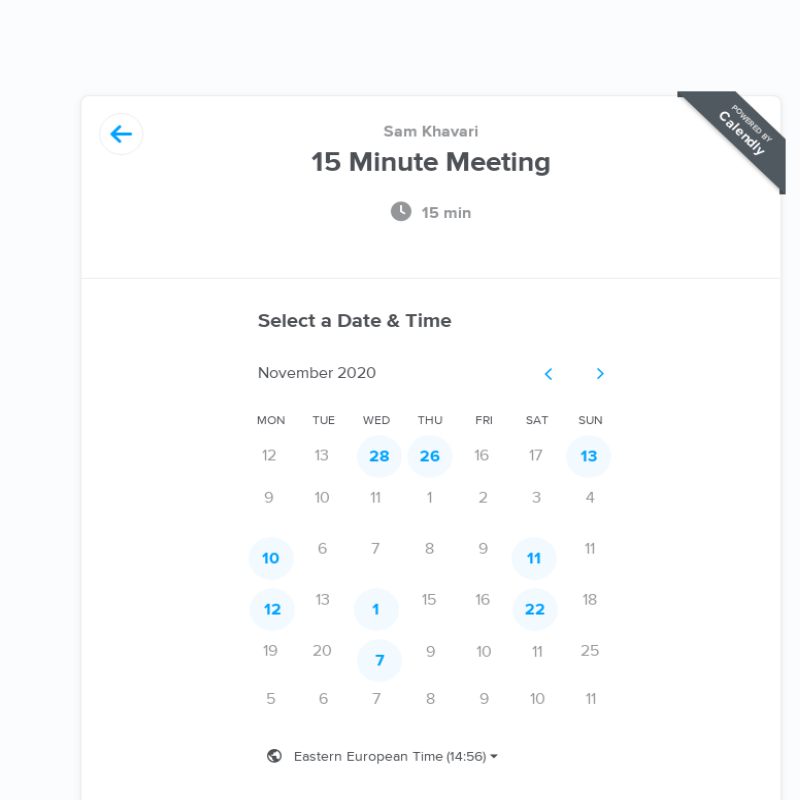 POWERED BY
Calendly
Sam Khavari
15 Minute Meeting
15 min
Select a Date & Time
November 2020
MON TUE WED THU FRI SAT SUN
12 13 28 26 16 17 13
9 10 11 1 2 3 4
10 6 7 8 9 11 11
12 13 1 15 16 22 18
19 20 7 9 10 11 25
5 6 7 8 9 10 11
Eastern European Time (14:56)